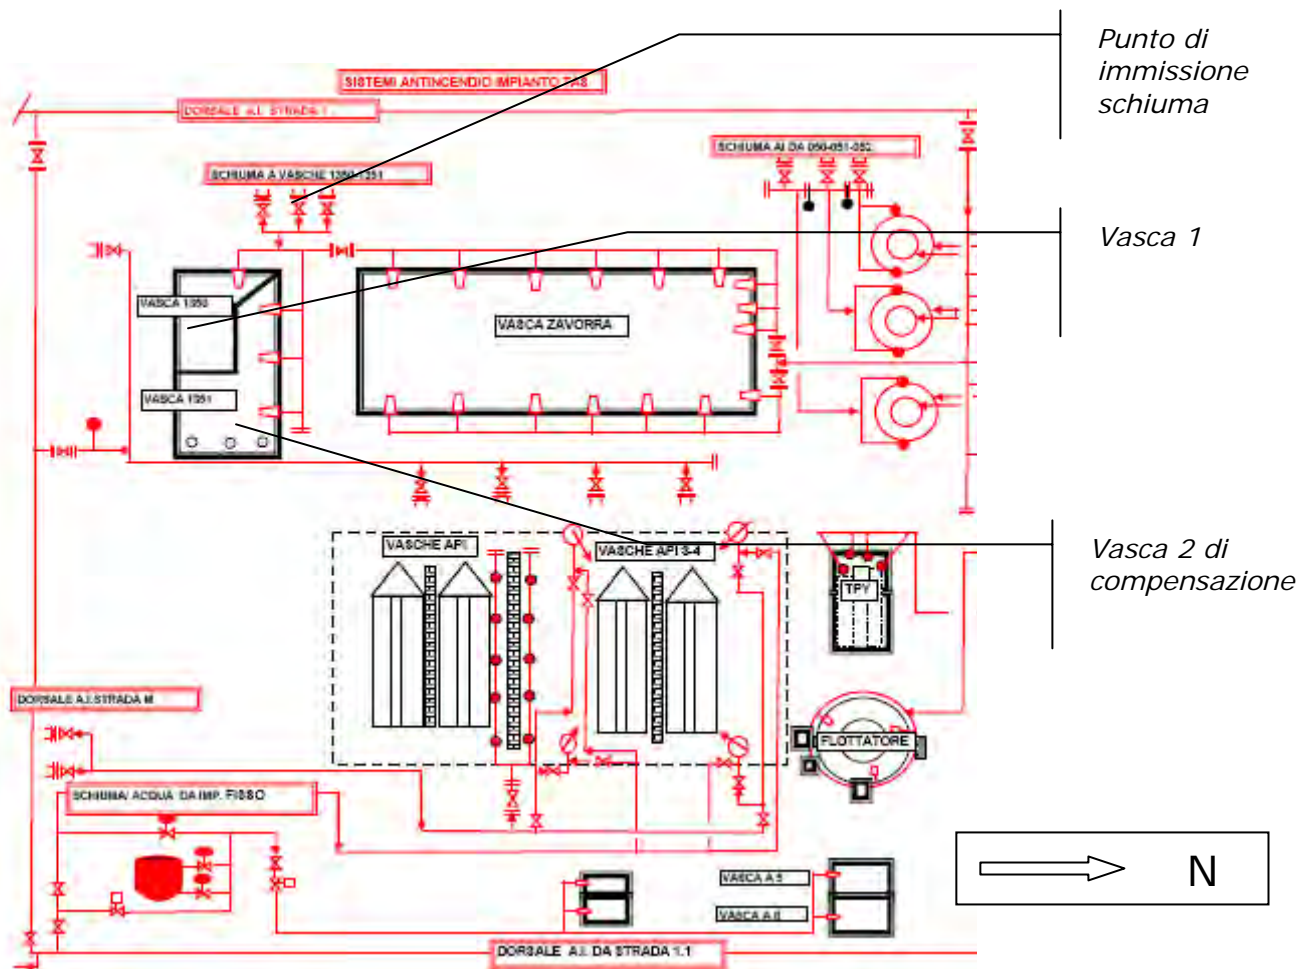 Punto di
immissione
schiuma
SISTEMI ANTINCENDIO IMPIANTO TAS
DORSALE A.I. STRADA 1
SCHIUMA AI DA 050-051-052
SCHIUMA A VASCHE 1350-1351
Vasca 1
VASCA 1350
VASCA ZAVORRA
VASCA 1351
Vasca 2 di
compensazione
VASCHE API
VASCHE API 3-4
TPY
DORSALE A.I. STRADA M
FLOTTATORE
SCHIUMA/ ACQUA DA IMP. FISSO
N
VASCA A 5
VASCA A 6
DORSALE A.I. DA STRADA 1.1